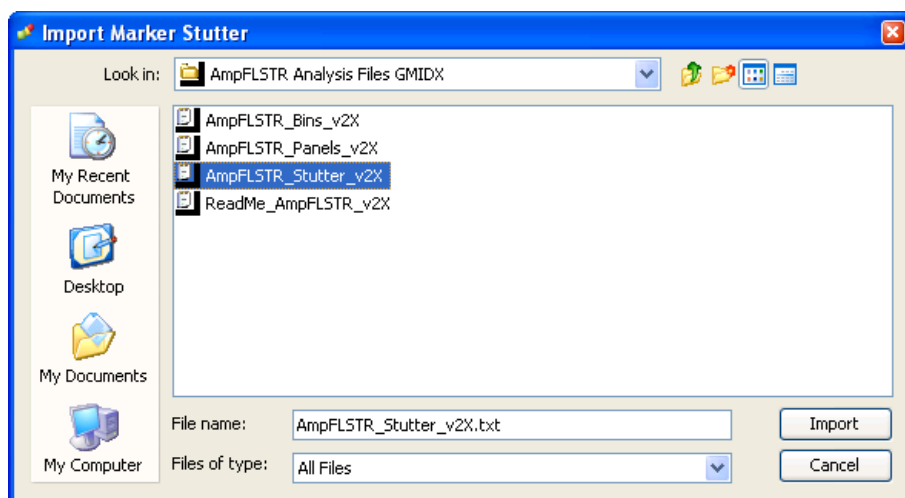 Import Marker Stutter
Look in:
AmpFLSTR Analysis Files GMIDX
My Recent
Documents
Desktop
My Documents
My Computer
AmpFLSTR_Bins_v2X
AmpFLSTR_Panels_v2X
AmpFLSTR_Stutter_v2X
ReadMe_AmpFLSTR_v2X
File name:
AmpFLSTR_Stutter_v2X.txt
Import
Files of type:
All Files
Cancel